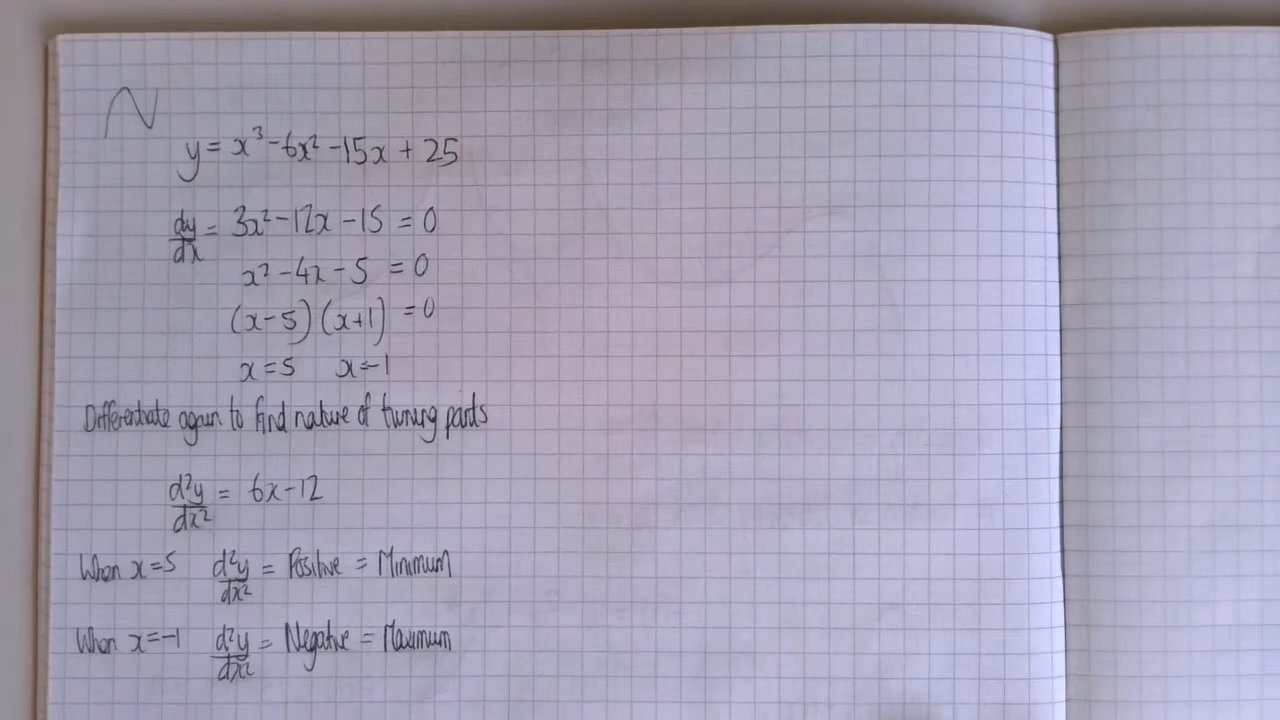 y = x³ - 6x² - 15x + 25
dy/dx = 3x² - 12x - 15 = 0
x² - 4x - 5 = 0
(x - 5)(x + 1) = 0
x = 5 x = -1
Differentiate again to find nature of turning points
d²y/dx² = 6x - 12
When x = 5 d²y/dx² = Positive = Minimum
When x = -1 d²y/dx² = Negative = Maximum